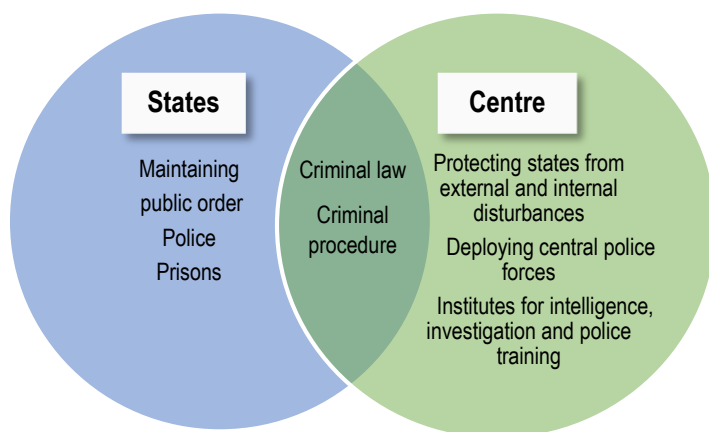 States
Maintaining
public order
Police
Prisons
Criminal law
Criminal
procedure
Centre
Protecting states from
external and internal
disturbances
Deploying central police
forces
Institutes for intelligence,
investigation and police
training